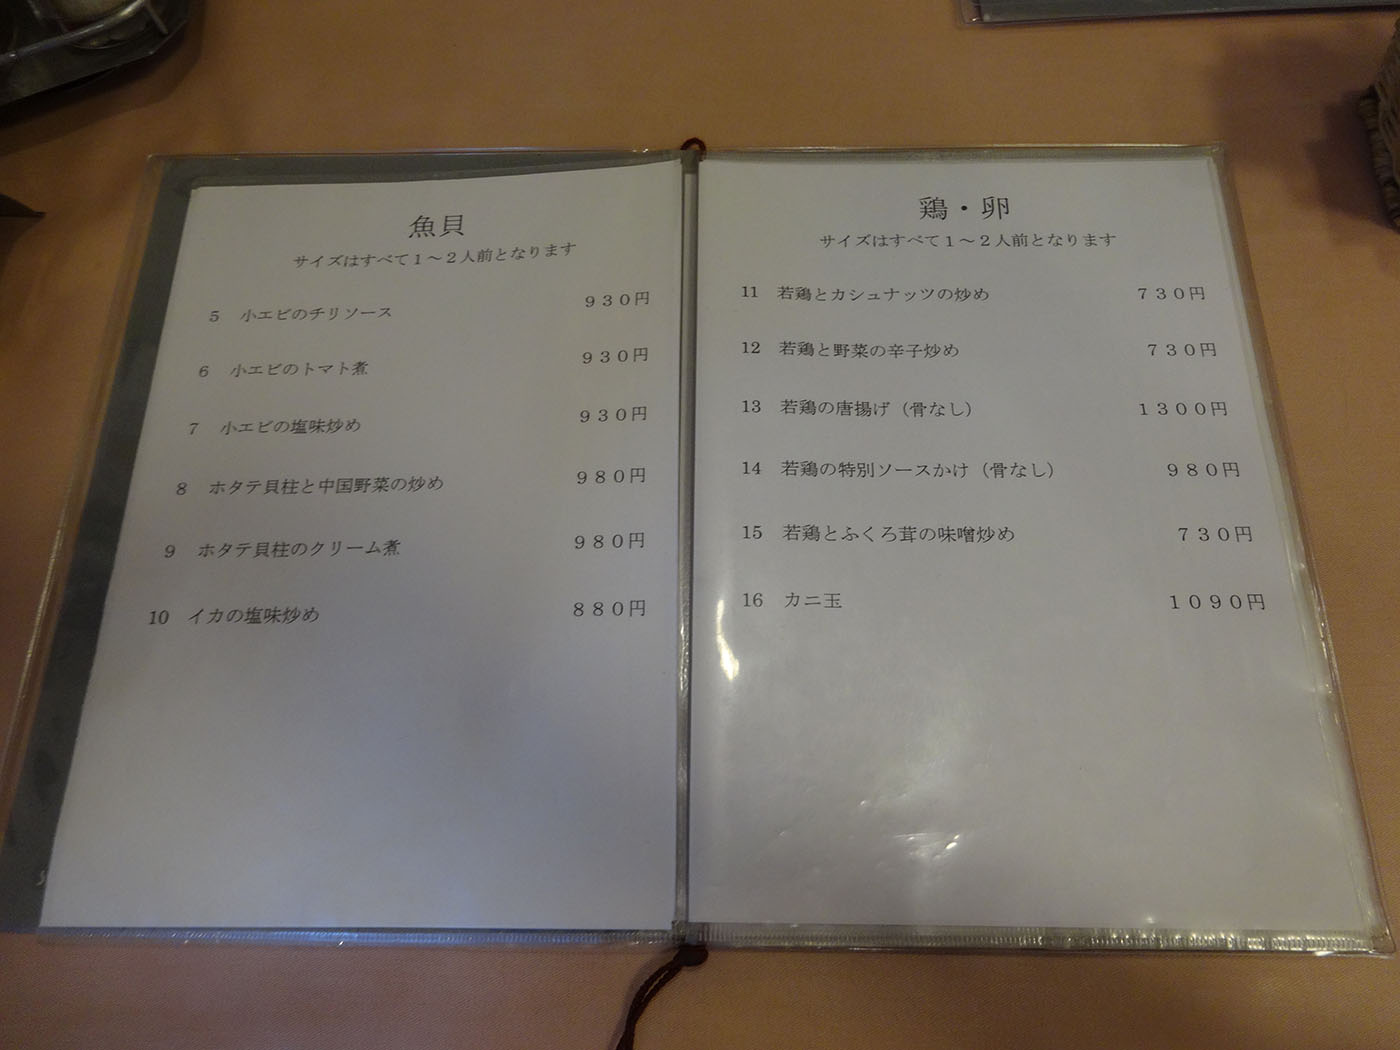 魚貝
サイズはすべて１～２人前となります
5 小エビのチリソース ９３０円
6 小エビのトマト煮 ９３０円
7 小エビの塩味炒め ９３０円
8 ホタテ貝柱と中国野菜の炒め ９８０円
9 ホタテ貝柱のクリーム煮 ９８０円
10 イカの塩味炒め ８８０円
鶏・卵
サイズはすべて１～２人前となります
11 若鶏とカシュナッツの炒め ７３０円
12 若鶏と野菜の辛子炒め ７３０円
13 若鶏の唐揚げ（骨なし） １３００円
14 若鶏の特別ソースかけ（骨なし） ９８０円
15 若鶏とふくろ茸の味噌炒め ７３０円
16 カニ玉 １０９０円